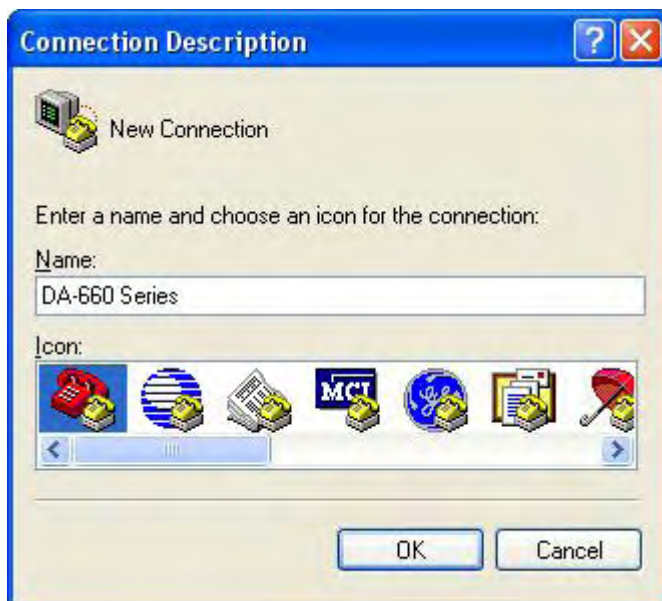 Connection Description
New Connection
Enter a name and choose an icon for the connection:
Name:
DA-660 Series
Icon:
MCI
OK
Cancel